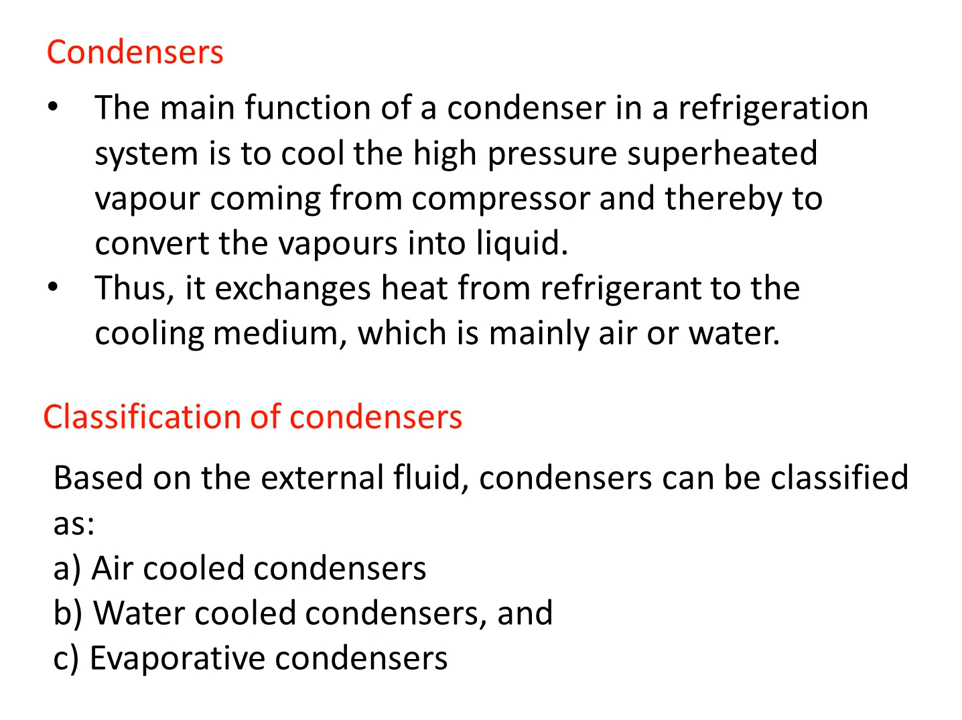 Condensers
• The main function of a condenser in a refrigeration
system is to cool the high pressure superheated
vapour coming from compressor and thereby to
convert the vapours into liquid.
• Thus, it exchanges heat from refrigerant to the
cooling medium, which is mainly air or water.
Classification of condensers
Based on the external fluid, condensers can be classified
as:
a) Air cooled condensers
b) Water cooled condensers, and
c) Evaporative condensers